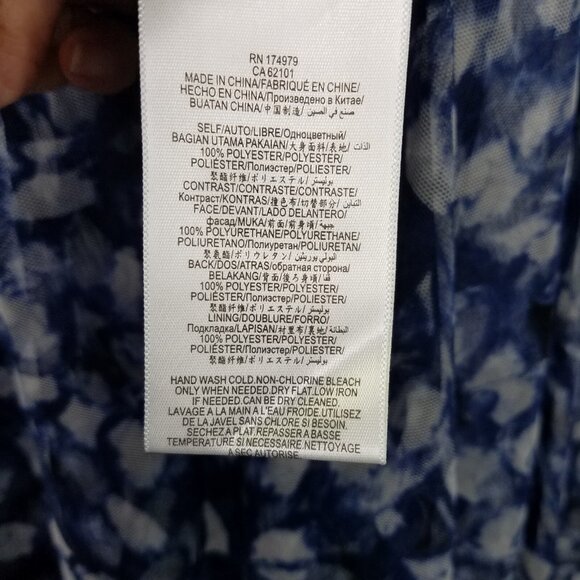 RN 174979
CA 62101
MADE IN CHINA/FABRIQUÉ EN CHINE/
HECHO EN CHINA/Произведено в Китае/
BUATAN CHINA/中国制造/ صنع في الصين/
SELF/AUTO/LIBRE/Одноцветный/
BAGIAN UTAMA PAKAIAN/大身面料/表地/ الذات/
100% POLYESTER/POLYESTER/
POLIÉSTER/Полиэстер/POLIESTER/
聚酯纤维/ポリエステル/ بوليستر/
CONTRAST/CONTRASTE/CONTRASTE/
Контраст/KONTRAS/撞色布/切替部分/ التباين/
FACE/DEVANT/LADO DELANTERO/
фасад/MUKA/前面/前身頃/ جبهة/
100% POLYURETHANE/POLYURETHANE/
POLIURETANO/Полиуретан/POLIURETAN/
聚氨酯/ポリウレタン/ البولي يوريثين/
BACK/DOS/ATRAS/обратная сторона/
BELAKANG/背面/後ろ身頃/ قفا/
100% POLYESTER/POLYESTER/
POLIÉSTER/Полиэстер/POLIESTER/
聚酯纤维/ポリエステル/ بوليستر/
LINING/DOUBLURE/FORRO/
Подкладка/LAPISAN/材里布/裏地/ البطانة/
100% POLYESTER/POLYESTER/
POLIÉSTER/Полиэстер/POLIESTER/
聚酯纤维/ポリエステル/ بوليستر/
HAND WASH COLD.NON-CHLORINE BLEACH
ONLY WHEN NEEDED.DRY FLAT.LOW IRON
IF NEEDED.CAN BE DRY CLEANED.
LAVAGE A LA MAIN A L'EAU FROIDE.UTILISEZ
DE LA JAVEL SANS CHLORE SI BESOIN.
SECHEZ A PLAT.REPASSER A BASSE
TEMPERATURE SI NECESSAIRE.NETTOYAGE
A SEC AUTORISE.